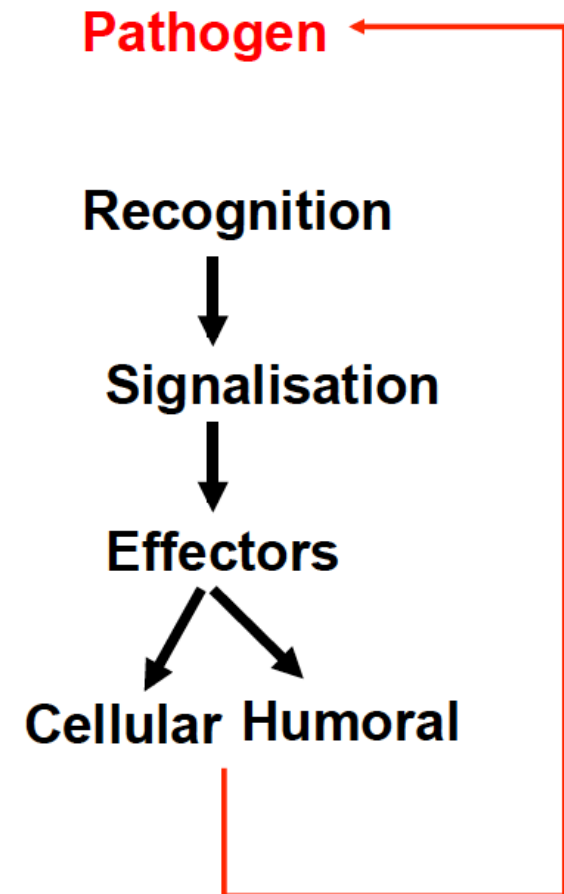 Pathogen
Recognition
Signalisation
Effectors
Cellular Humoral